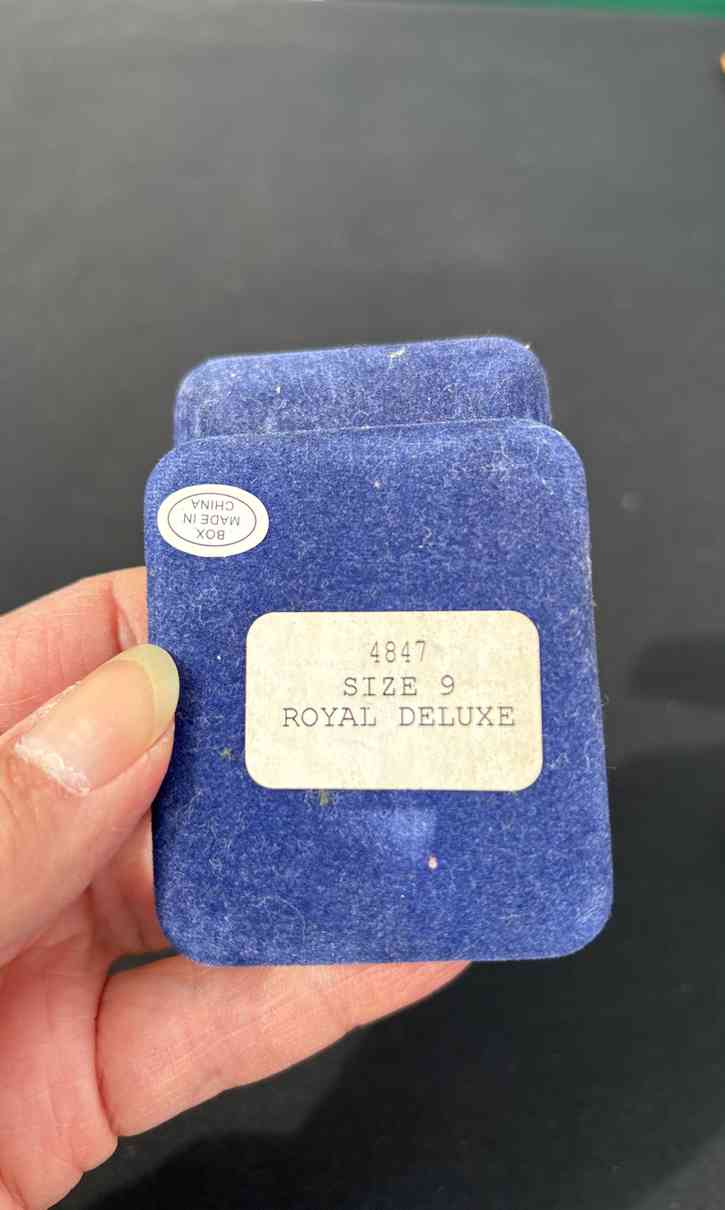 BOX
MADE IN
CHINA
4847
SIZE 9
ROYAL DELUXE